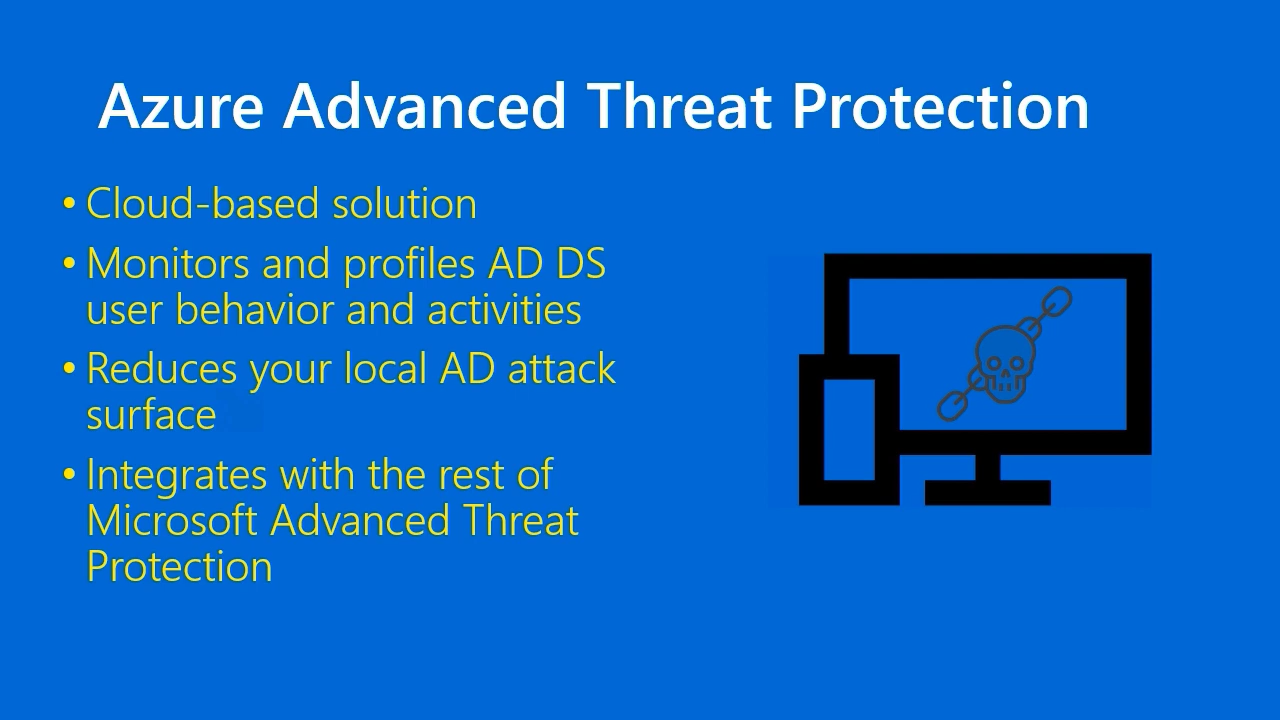 Azure Advanced Threat Protection
• Cloud-based solution
• Monitors and profiles AD DS
user behavior and activities
• Reduces your local AD attack
surface
• Integrates with the rest of
Microsoft Advanced Threat
Protection